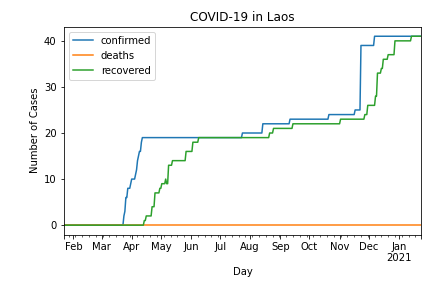 COVID-19 in Laos
confirmed
deaths
recovered
Number of Cases
40
30
20
10
0
Feb Mar Apr May Jun Jul Aug Sep Oct Nov Dec Jan
2021
Day